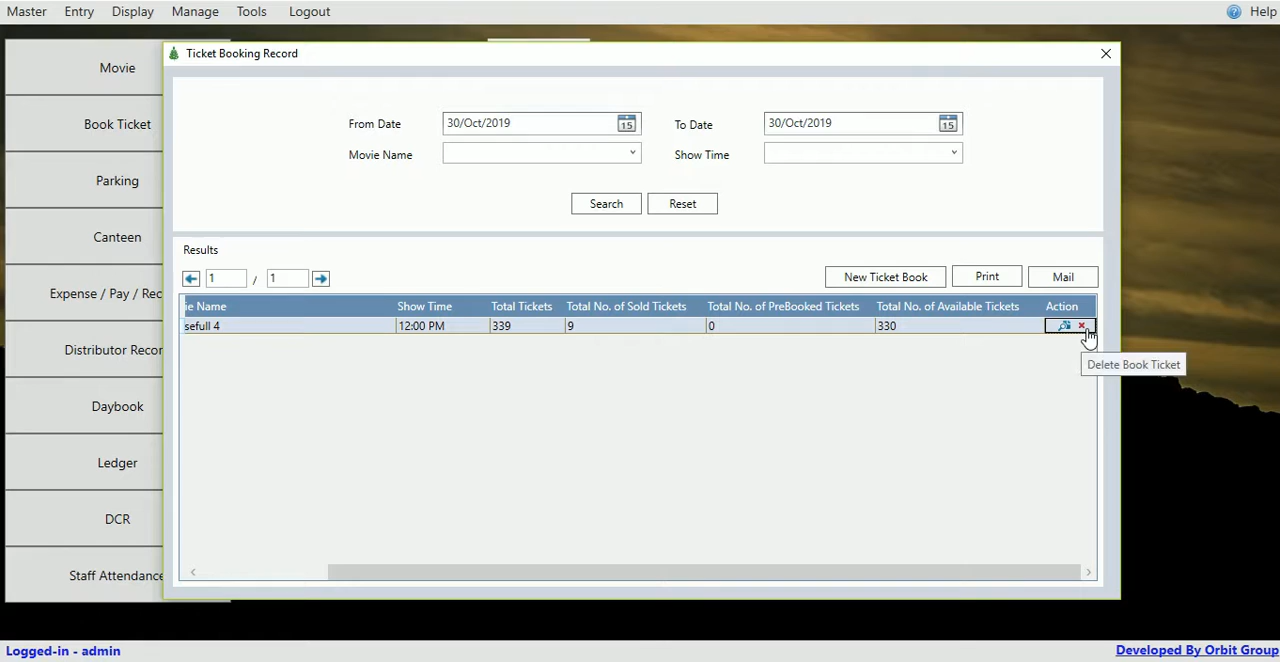 Master Entry Display Manage Tools Logout Help
Movie
Book Ticket
Parking
Canteen
Expense / Pay / Rec
Distributor Recor
Daybook
Ledger
DCR
Staff Attendance
Ticket Booking Record
From Date 30/Oct/2019 15 To Date 30/Oct/2019 15
Movie Name Show Time
Search Reset
Results
1 / 1 New Ticket Book Print Mail
ie Name Show Time Total Tickets Total No. of Sold Tickets Total No. of PreBooked Tickets Total No. of Available Tickets Action
sefull 4 12:00 PM 339 9 0 330
Delete Book Ticket
Logged-in - admin Developed By Orbit Group